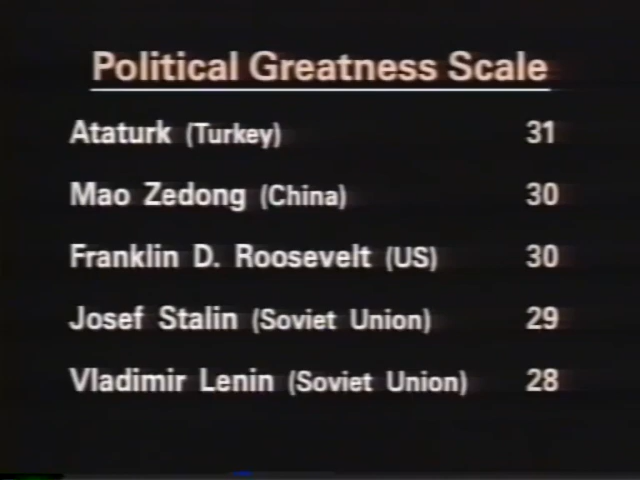 Political Greatness Scale
Ataturk (Turkey) 31
Mao Zedong (China) 30
Franklin D. Roosevelt (US) 30
Josef Stalin (Soviet Union) 29
Vladimir Lenin (Soviet Union) 28